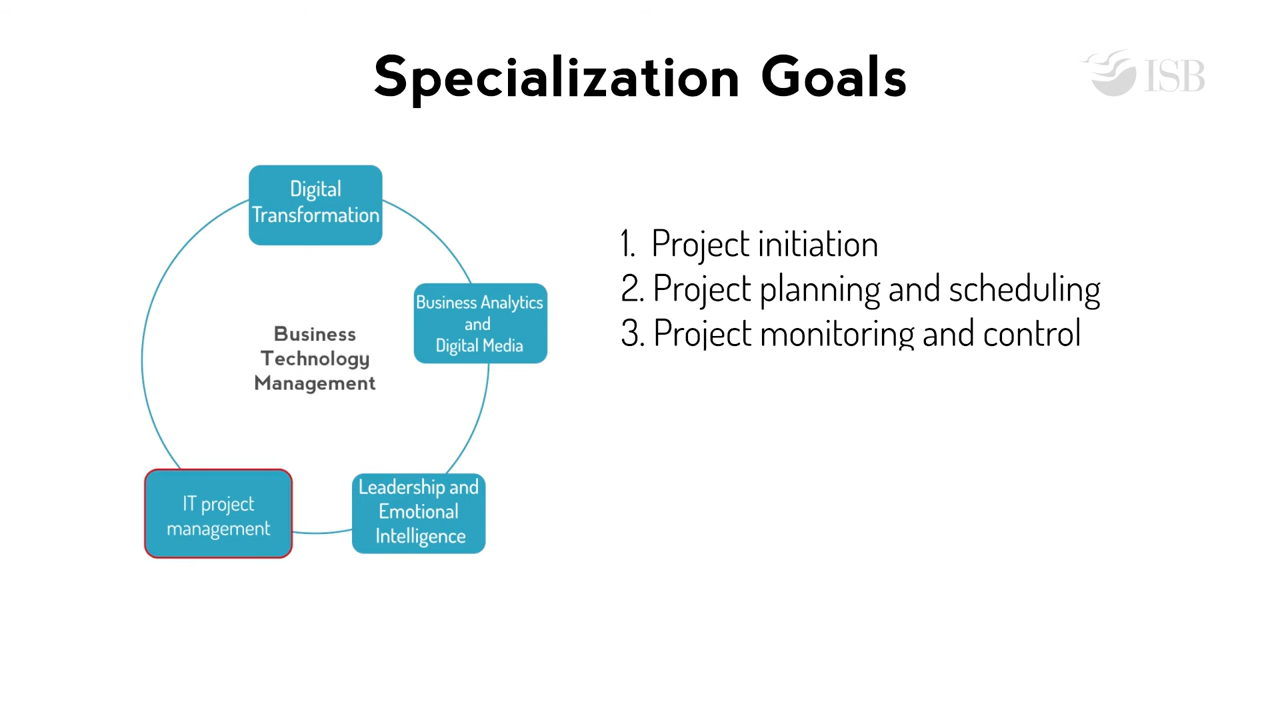 Specialization Goals
ISB
Digital
Transformation
Business Analytics
and
Digital Media
Business
Technology
Management
IT project
management
Leadership and
Emotional
Intelligence
1. Project initiation
2. Project planning and scheduling
3. Project monitoring and control